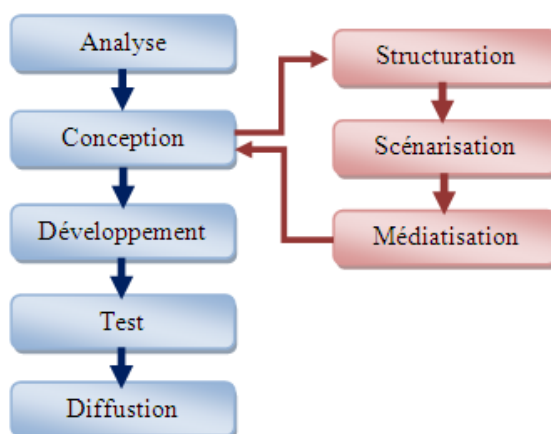 Analyse
Conception
Développement
Test
Diffustion
Structuration
Scénarisation
Médiatisation